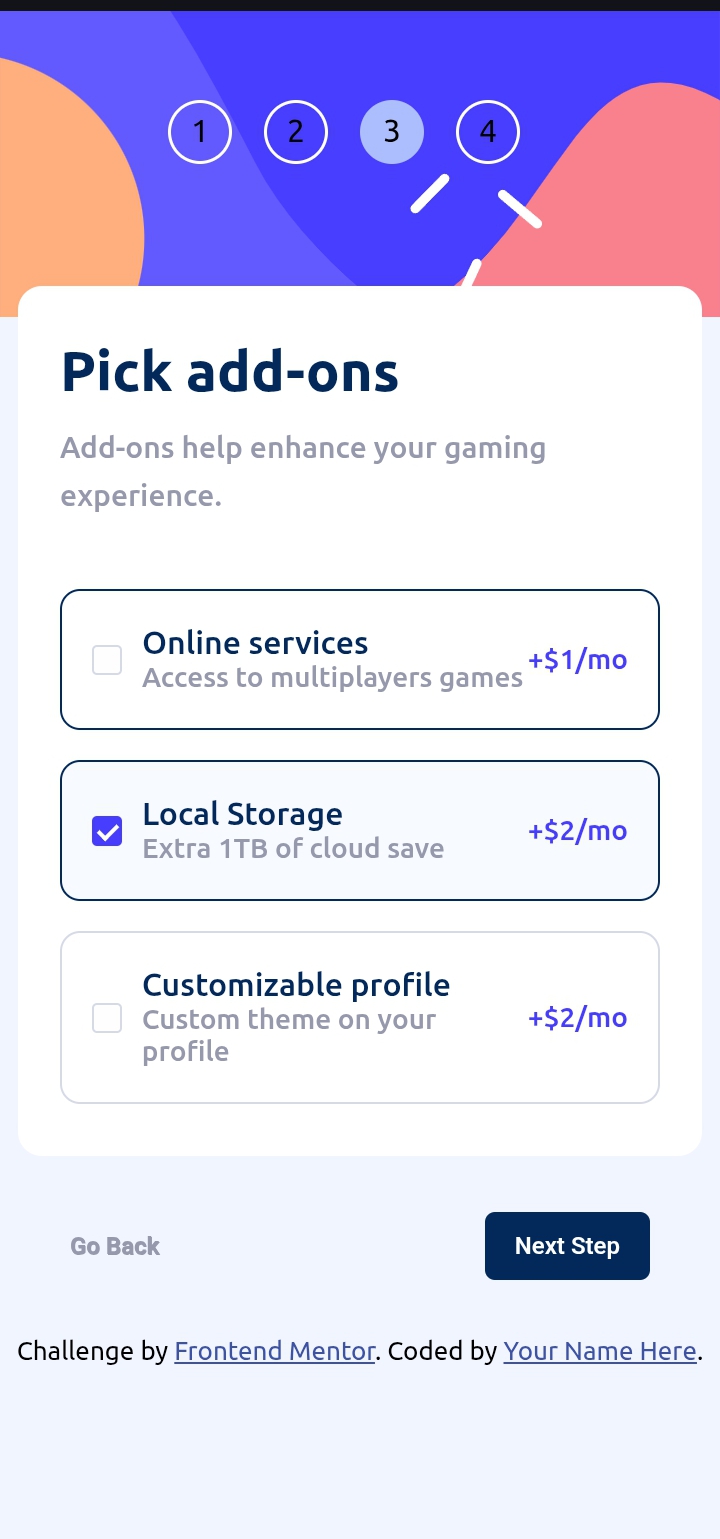 1 2 3 4
Pick add-ons
Add-ons help enhance your gaming
experience.
Online services
Access to multiplayers games
+$1/mo
Local Storage
Extra 1TB of cloud save
+$2/mo
Customizable profile
Custom theme on your
profile
+$2/mo
Go Back
Next Step
Challenge by Frontend Mentor. Coded by Your Name Here.